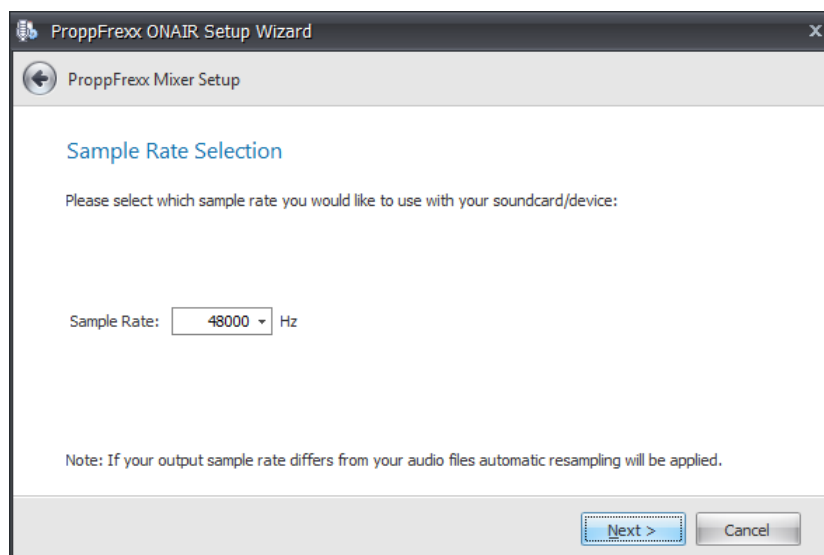 ProppFrexx ONAIR Setup Wizard
ProppFrexx Mixer Setup
Sample Rate Selection
Please select which sample rate you would like to use with your soundcard/device:
Sample Rate: 48000 Hz
Note: If your output sample rate differs from your audio files automatic resampling will be applied.
Next > Cancel